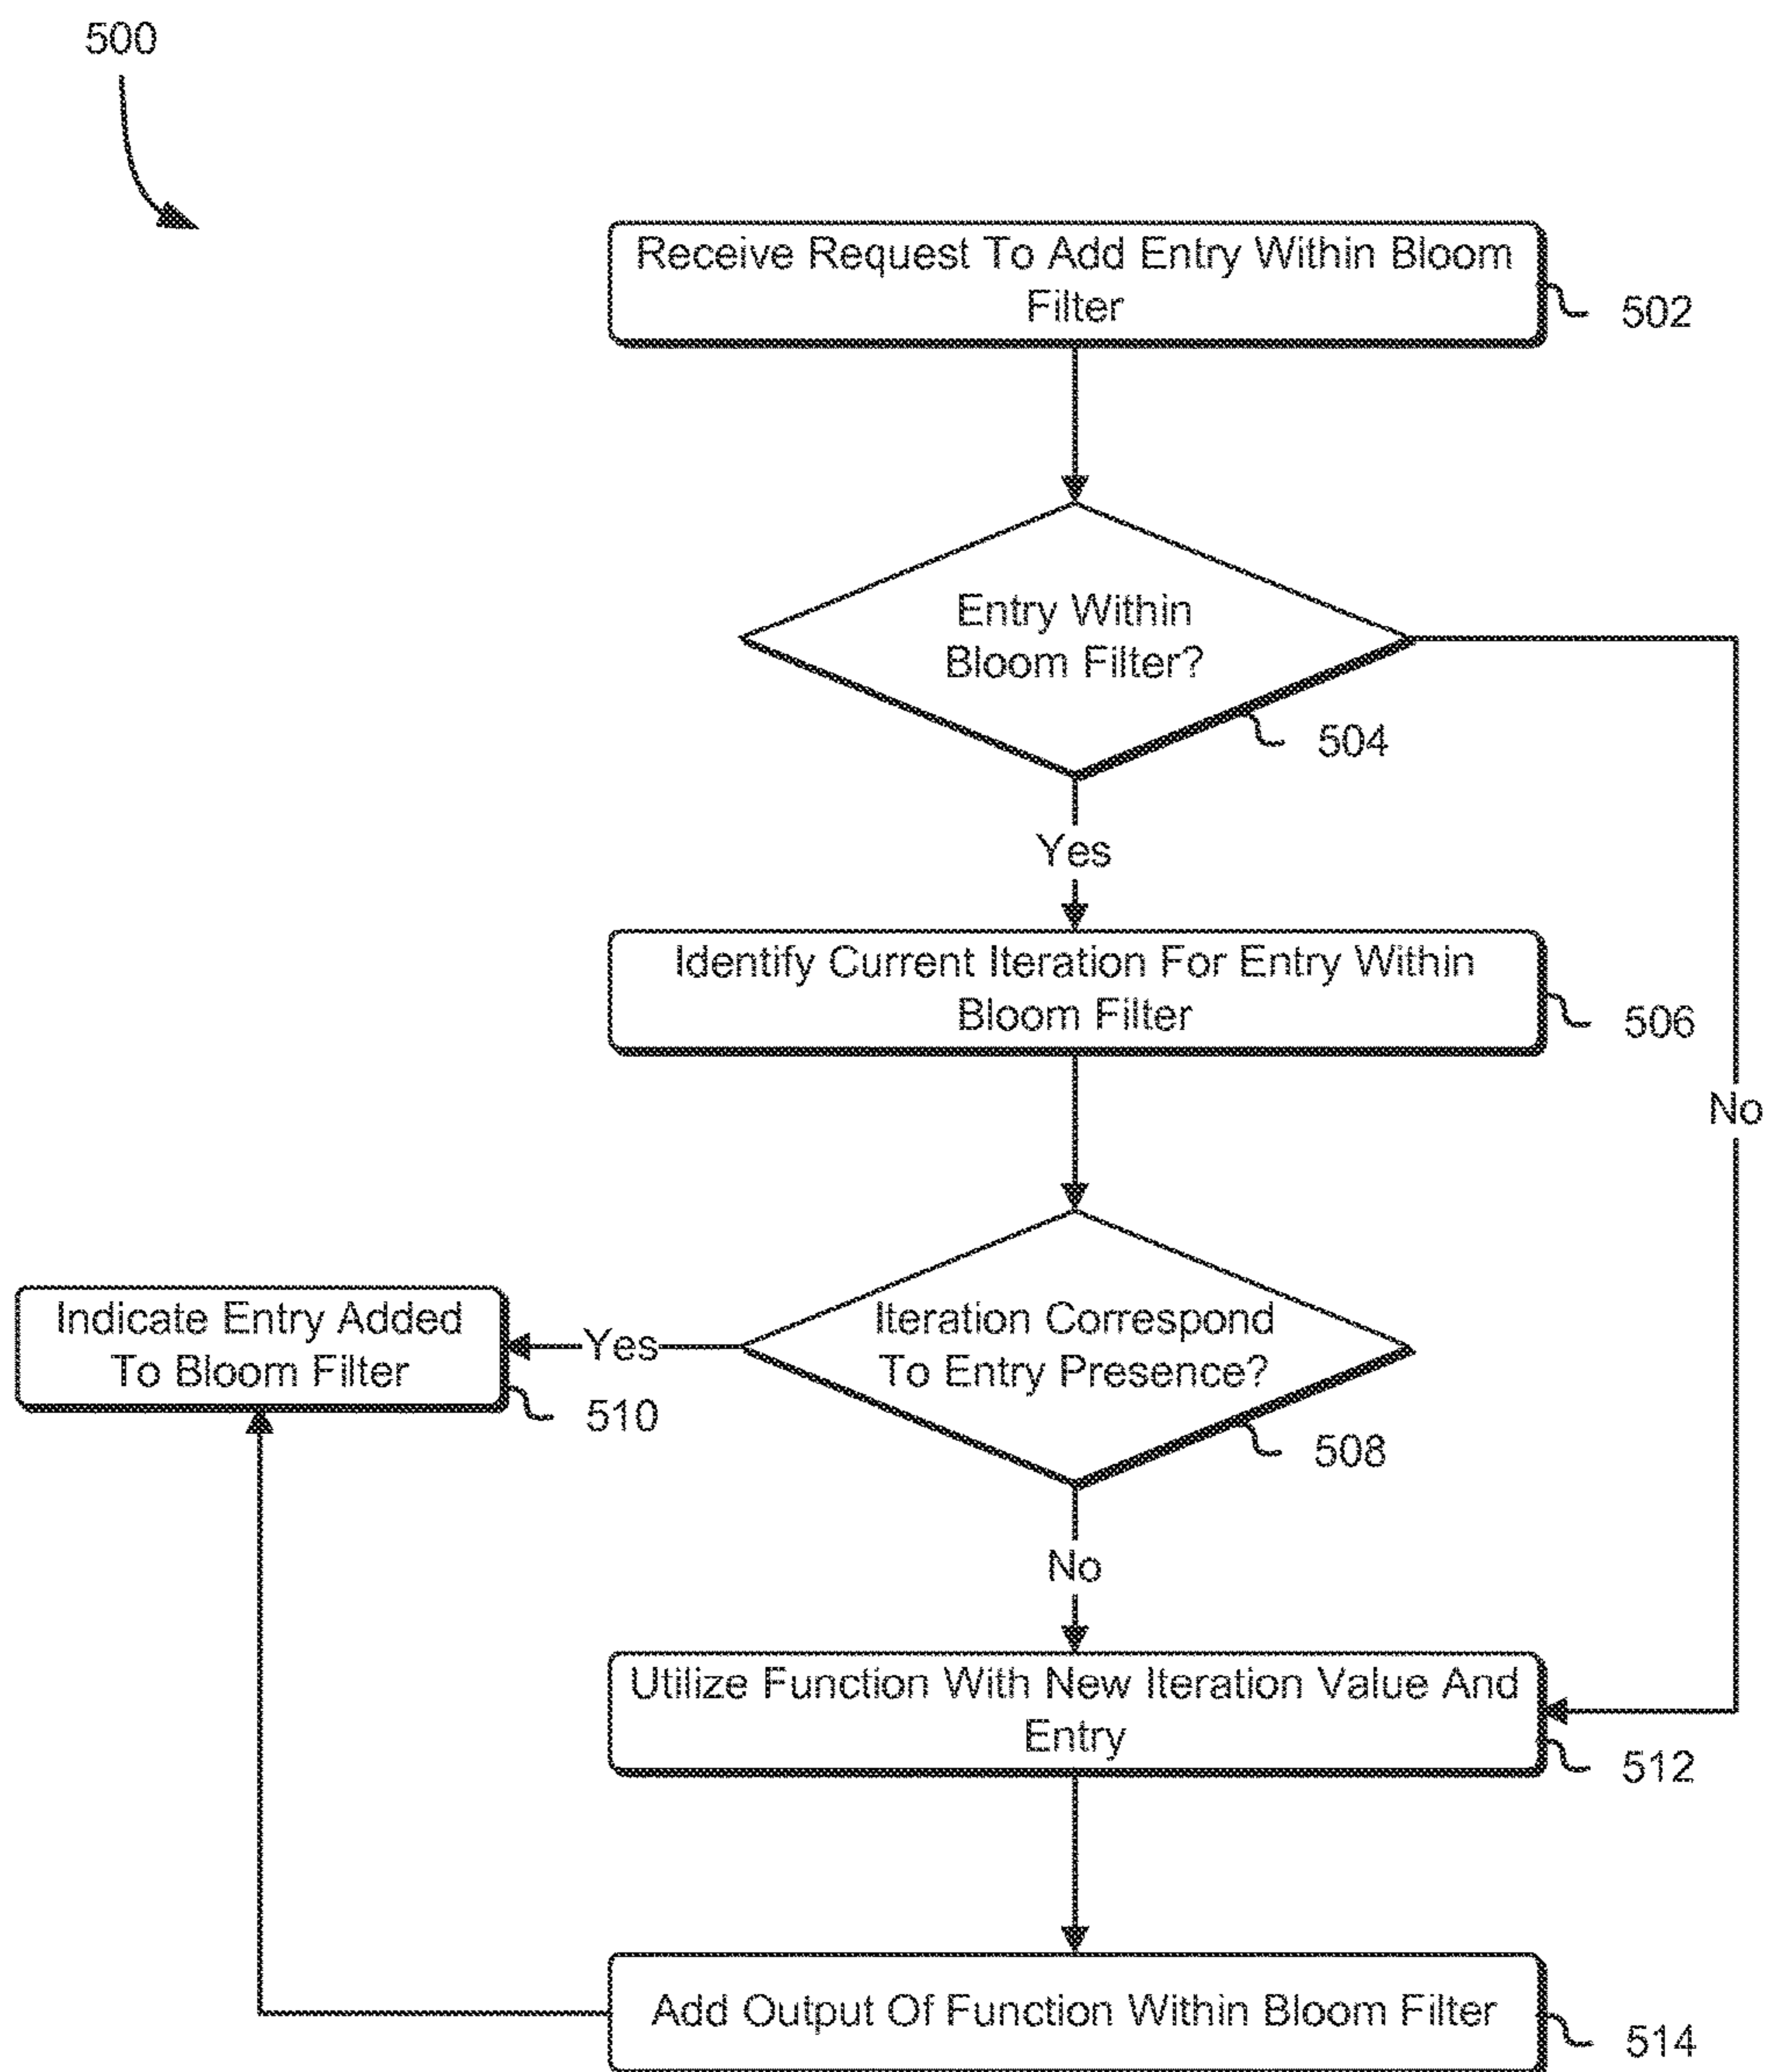 500
Receive Request To Add Entry Within Bloom
Filter
502
Entry Within
Bloom Filter?
504
Yes
Identify Current Iteration For Entry Within
Bloom Filter
506
No
Iteration Correspond
To Entry Presence?
508
Yes
Indicate Entry Added
To Bloom Filter
510
No
Utilize Function With New Iteration Value And
Entry
512
Add Output Of Function Within Bloom Filter
514